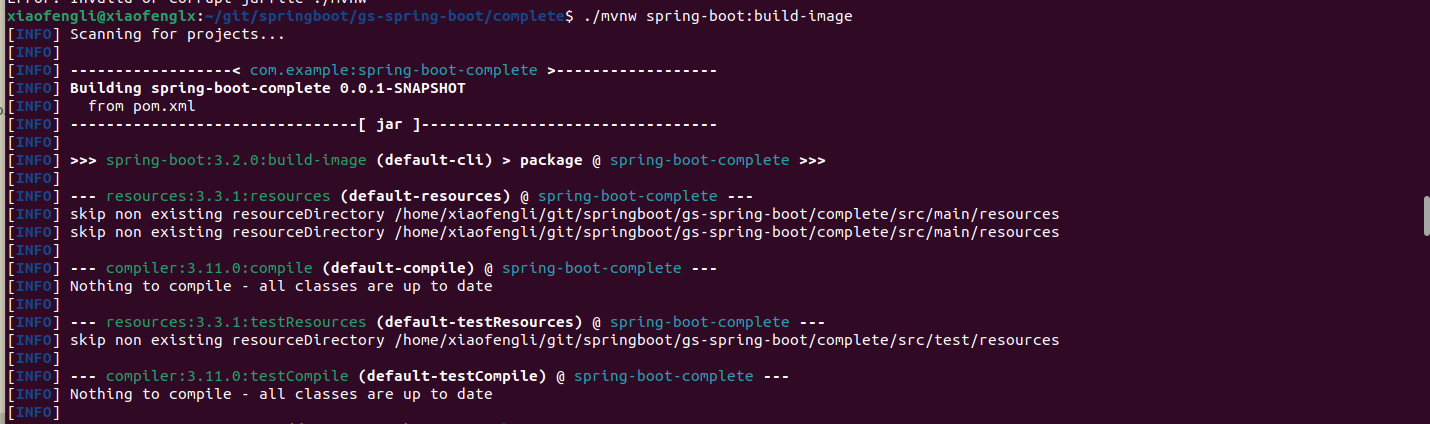 Error: Invalid or corrupt jarfile ./mvnw
xiaofengli@xiaofenglx:~/git/springboot/gs-spring-boot/complete$ ./mvnw spring-boot:build-image
[INFO] Scanning for projects...
[INFO]
[INFO] ------------------< com.example:spring-boot-complete >------------------
[INFO] Building spring-boot-complete 0.0.1-SNAPSHOT
[INFO]   from pom.xml
[INFO] --------------------------------[ jar ]---------------------------------
[INFO]
[INFO] >>> spring-boot:3.2.0:build-image (default-cli) > package @ spring-boot-complete >>>
[INFO]
[INFO] --- resources:3.3.1:resources (default-resources) @ spring-boot-complete ---
[INFO] skip non existing resourceDirectory /home/xiaofengli/git/springboot/gs-spring-boot/complete/src/main/resources
[INFO] skip non existing resourceDirectory /home/xiaofengli/git/springboot/gs-spring-boot/complete/src/main/resources
[INFO]
[INFO] --- compiler:3.11.0:compile (default-compile) @ spring-boot-complete ---
[INFO] Nothing to compile - all classes are up to date
[INFO]
[INFO] --- resources:3.3.1:testResources (default-testResources) @ spring-boot-complete ---
[INFO] skip non existing resourceDirectory /home/xiaofengli/git/springboot/gs-spring-boot/complete/src/test/resources
[INFO]
[INFO] --- compiler:3.11.0:testCompile (default-testCompile) @ spring-boot-complete ---
[INFO] Nothing to compile - all classes are up to date
[INFO]